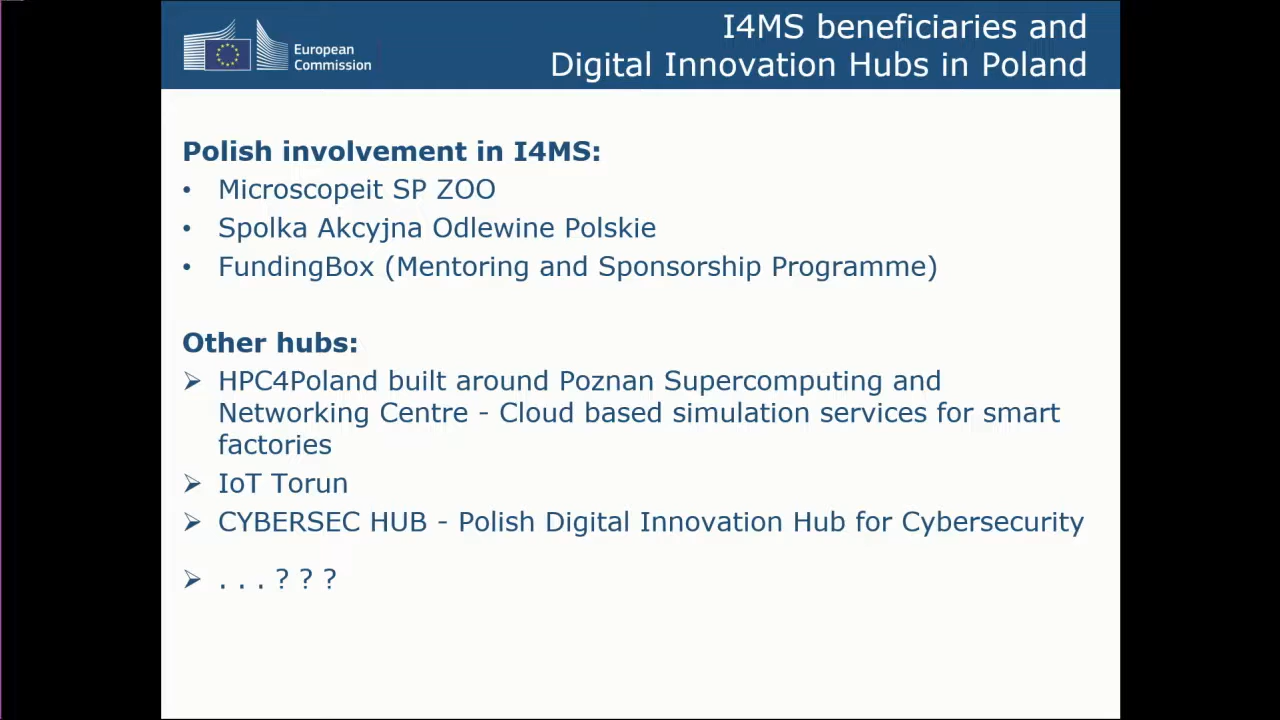 European
Commission
I4MS beneficiaries and
Digital Innovation Hubs in Poland
Polish involvement in I4MS:
• Microscopeit SP ZOO
• Spolka Akcyjna Odlewine Polskie
• FundingBox (Mentoring and Sponsorship Programme)
Other hubs:
➢ HPC4Poland built around Poznan Supercomputing and
Networking Centre - Cloud based simulation services for smart
factories
➢ IoT Torun
➢ CYBERSEC HUB - Polish Digital Innovation Hub for Cybersecurity
➢ . . . ? ? ?